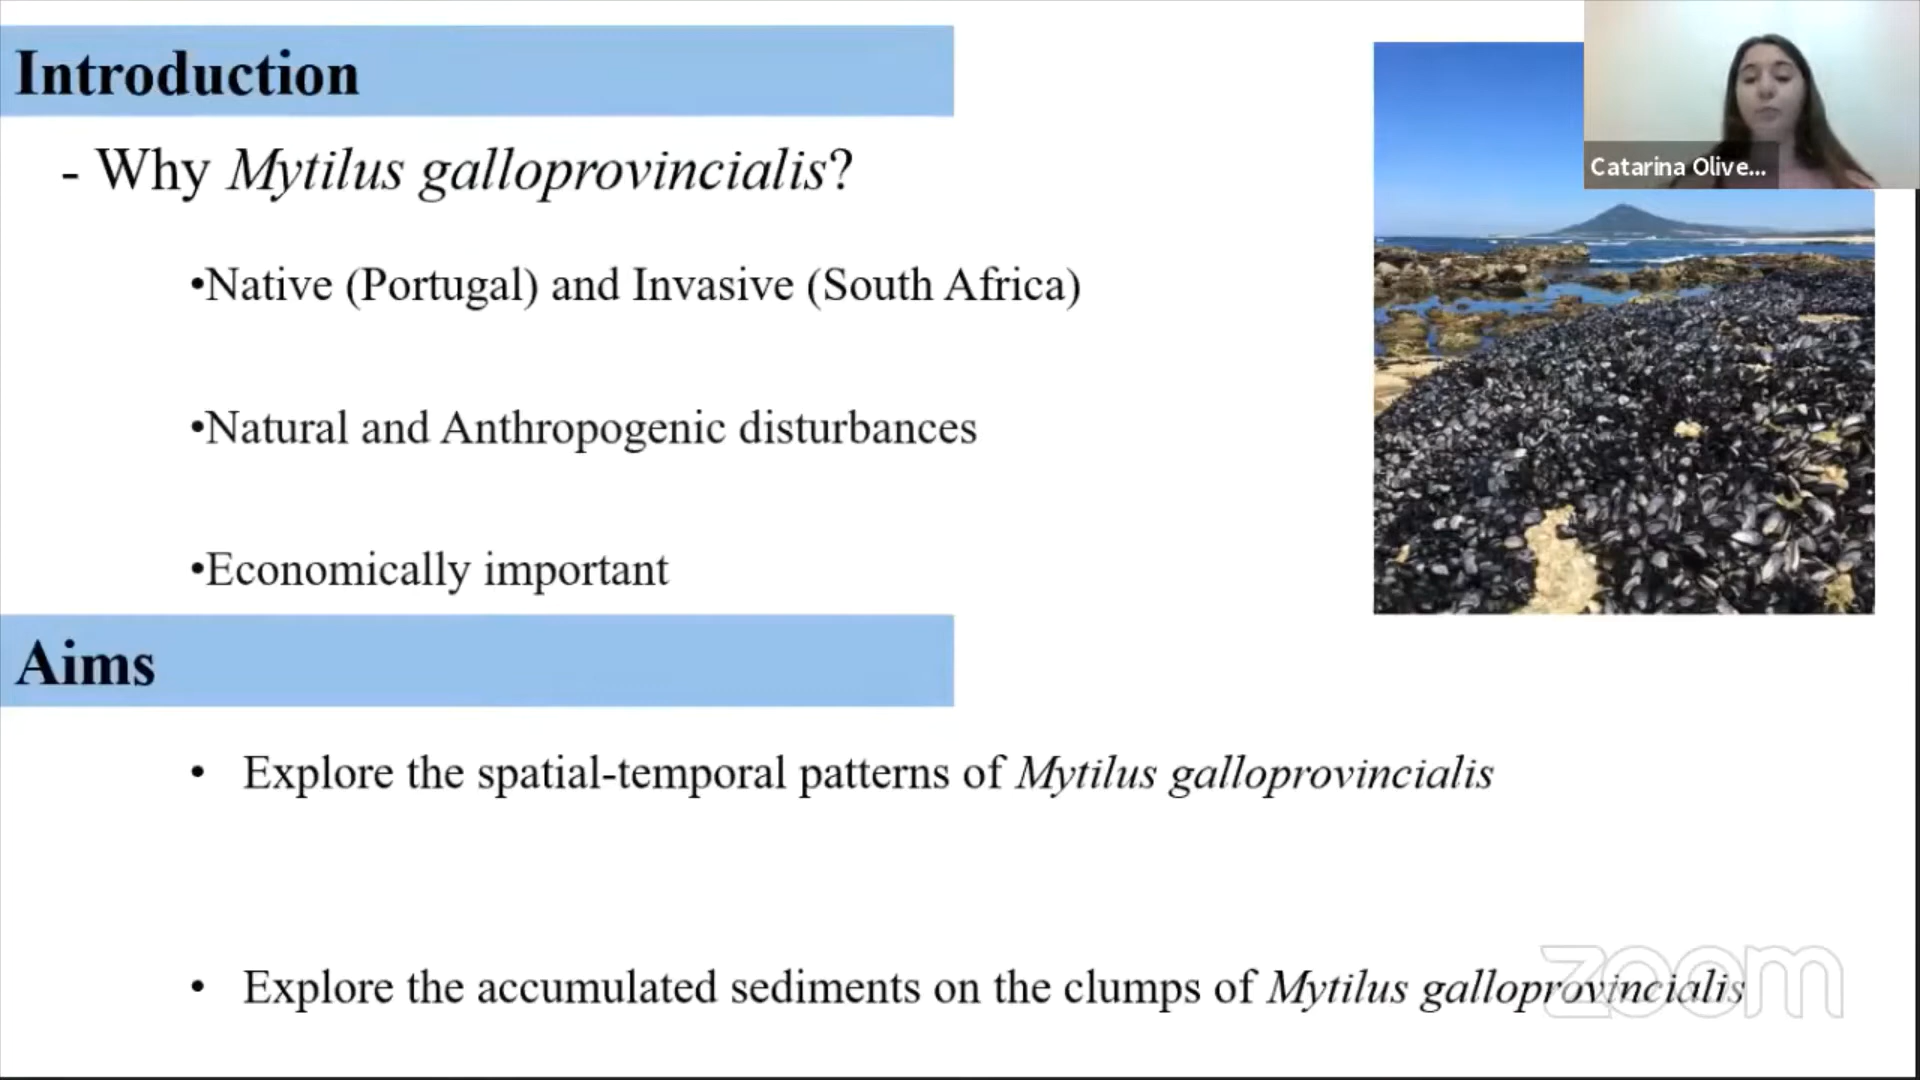 Introduction
- Why Mytilus galloprovincialis?
•Native (Portugal) and Invasive (South Africa)
•Natural and Anthropogenic disturbances
•Economically important
Catarina Olive...
Aims
• Explore the spatial-temporal patterns of Mytilus galloprovincialis
• Explore the accumulated sediments on the clumps of Mytilus galloprovincialis
zoom